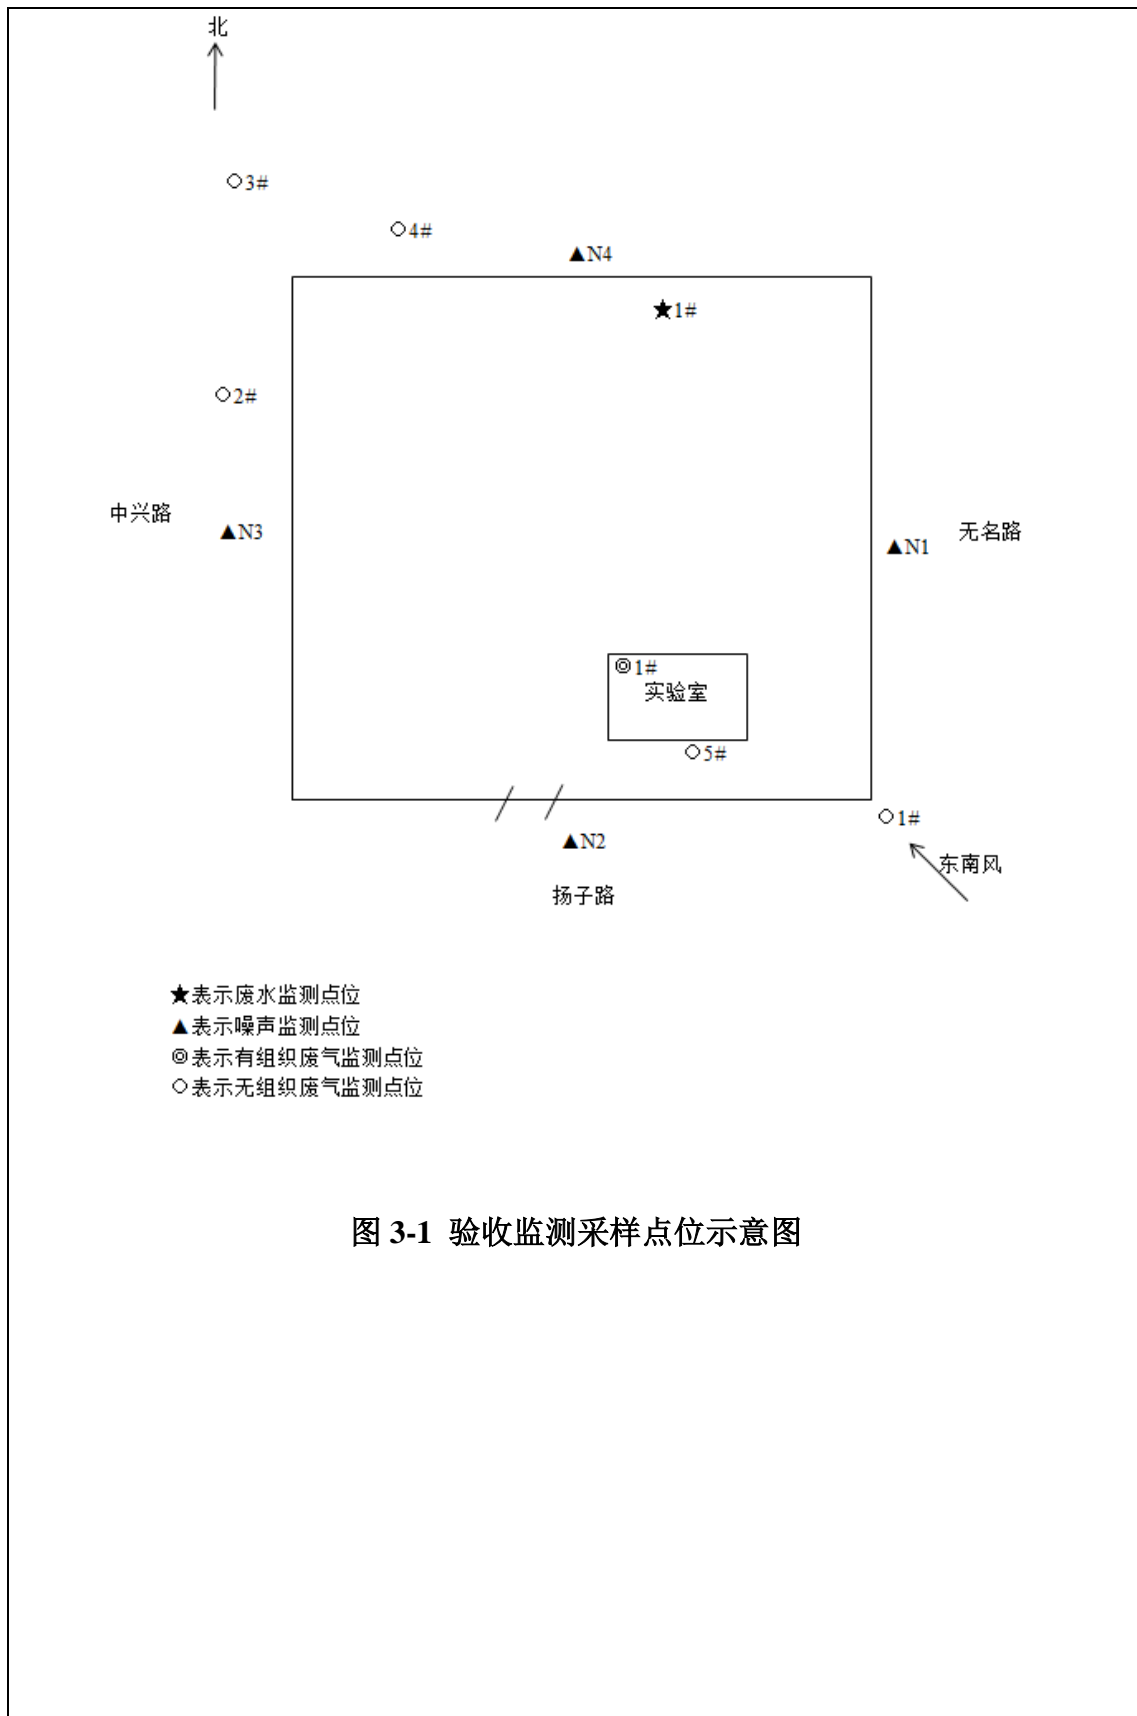 北
○3#
○4#
▲N4
★1#
○2#
中兴路
▲N3
无名路
▲N1
◎1#
实验室
○5#
○1#
▲N2
东南风
扬子路
★表示废水监测点位
▲表示噪声监测点位
◎表示有组织废气监测点位
○表示无组织废气监测点位
图 3-1 验收监测采样点位示意图